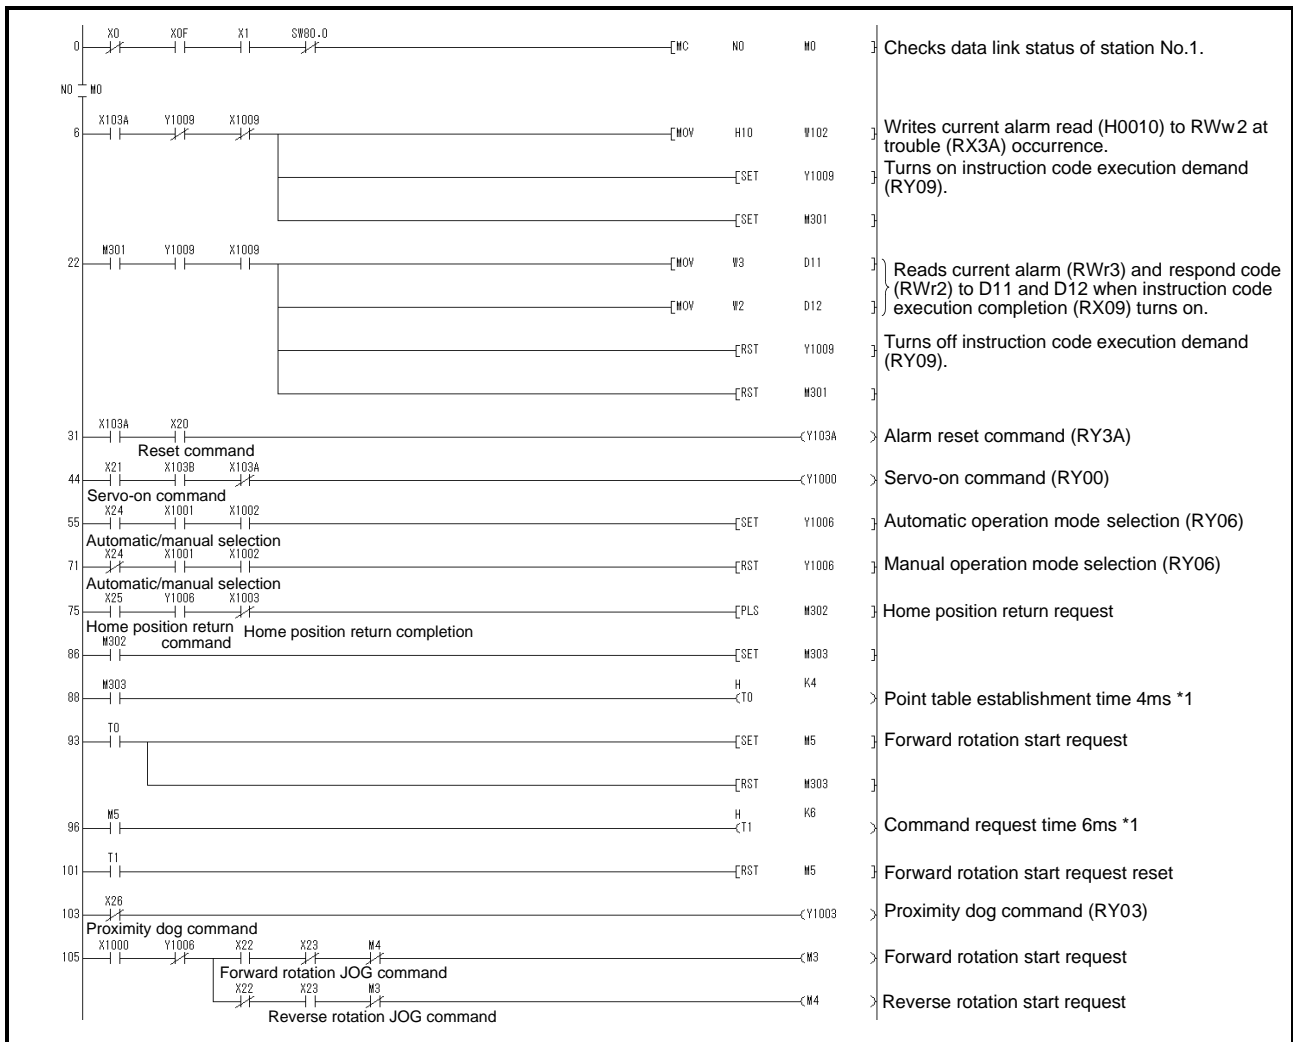 X0 X0F X1 SW80.0
0 [MC N0 M0 ] Checks data link status of station No.1.
N0 M0
X103A Y1009 X1009
6 [MOV H10 W102 ] Writes current alarm read (H0010) to RWw2 at
trouble (RX3A) occurrence.
[SET Y1009 ] Turns on instruction code execution demand
(RY09).
[SET M301 ]
M301 Y1009 X1009
22 [MOV W3 D11 ] Reads current alarm (RWr3) and respond code
[MOV W2 D12 ] (RWr2) to D11 and D12 when instruction code
execution completion (RX09) turns on.
[RST Y1009 ] Turns off instruction code execution demand
(RY09).
[RST M301 ]
X103A X20
31 (Y103A ) Alarm reset command (RY3A)
Reset command
X21 X103B X103A
44 (Y1000 ) Servo-on command (RY00)
Servo-on command
X24 X1001 X1002
55 [SET Y1006 ] Automatic operation mode selection (RY06)
Automatic/manual selection
X24 X1001 X1002
71 [RST Y1006 ] Manual operation mode selection (RY06)
Automatic/manual selection
X25 Y1006 X1003
75 [PLS M302 ] Home position return request
Home position return command Home position return completion
M302
86 [SET M303 ]
M303 H K4
88 (T0 ) Point table establishment time 4ms *1
T0
93 [SET M5 ] Forward rotation start request
[RST M303 ]
M5 H K6
96 (T1 ) Command request time 6ms *1
T1
101 [RST M5 ] Forward rotation start request reset
X26
103 (Y1003 ) Proximity dog command (RY03)
Proximity dog command
X1000 Y1006 X22 X23 M4
105 (M3 ) Forward rotation start request
Forward rotation JOG command
X22 X23 M3
(M4 ) Reverse rotation start request
Reverse rotation JOG command